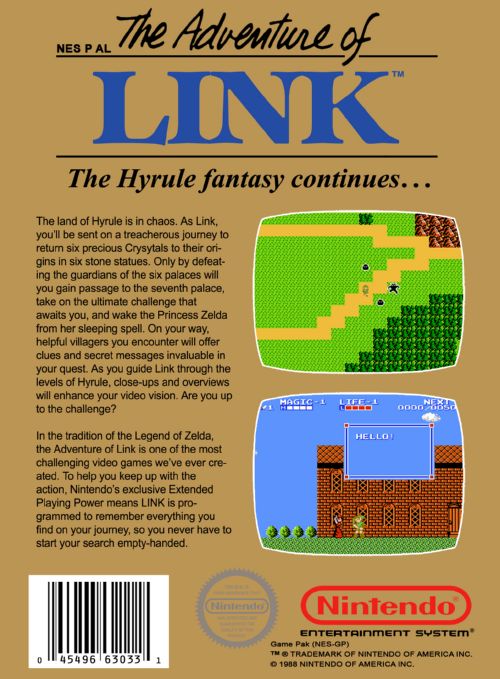 NES PAL The Adventure of
LINK™
The Hyrule fantasy continues...
The land of Hyrule is in chaos. As Link,
you'll be sent on a treacherous journey to
return six precious Crysytals to their ori-
gins in six stone statues. Only by defeat-
ing the guardians of the six palaces will
you gain passage to the seventh palace,
take on the ultimate challenge that
awaits you, and wake the Princess Zelda
from her sleeping spell. On your way,
helpful villagers you encounter will offer
clues and secret messages invaluable in
your quest. As you guide Link through the
levels of Hyrule, close-ups and overviews
will enhance your video vision. Are you up
to the challenge?
In the tradition of the Legend of Zelda,
the Adventure of Link is one of the most
challenging video games we've ever cre-
ated. To help you keep up with the
action, Nintendo's exclusive Extended
Playing Power means LINK is pro-
grammed to remember everything you
find on your journey, so you never have to
start your search empty-handed.
MAGIC-1 LIFE-1 NEXT
0000/0050
HELLO!
0 45496 63033 1
Nintendo
Nintendo®
ENTERTAINMENT SYSTEM®
Game Pak (NES-GP)
™ ® TRADEMARK OF NINTENDO OF AMERICA INC.
© 1988 NINTENDO OF AMERICA INC.